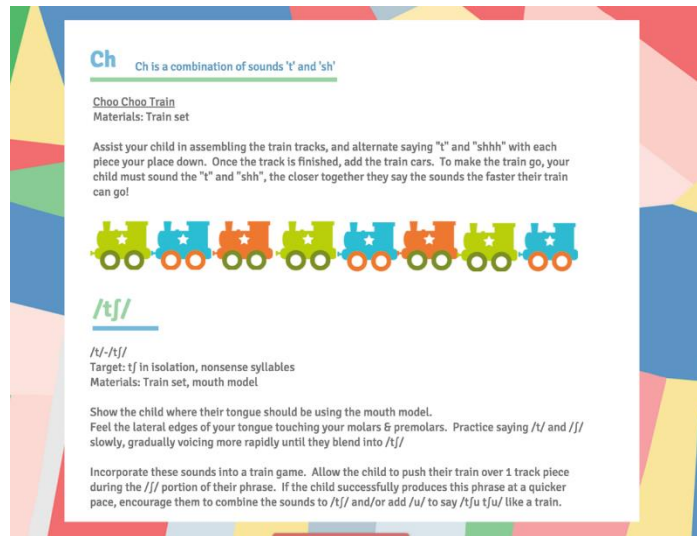 Ch
Ch is a combination of sounds 't' and 'sh'
Choo Choo Train
Materials: Train set
Assist your child in assembling the train tracks, and alternate saying "t" and "shhh" with each
piece your place down. Once the track is finished, add the train cars. To make the train go, your
child must sound the "t" and "shh", the closer together they say the sounds the faster their train
can go!
/tʃ/
/t/-/tʃ/
Target: tʃ in isolation, nonsense syllables
Materials: Train set, mouth model
Show the child where their tongue should be using the mouth model.
Feel the lateral edges of your tongue touching your molars & premolars. Practice saying /t/ and /ʃ/
slowly, gradually voicing more rapidly until they blend into /tʃ/
Incorporate these sounds into a train game. Allow the child to push their train over 1 track piece
during the /ʃ/ portion of their phrase. If the child successfully produces this phrase at a quicker
pace, encourage them to combine the sounds to /tʃ/ and/or add /u/ to say /tʃu tʃu/ like a train.